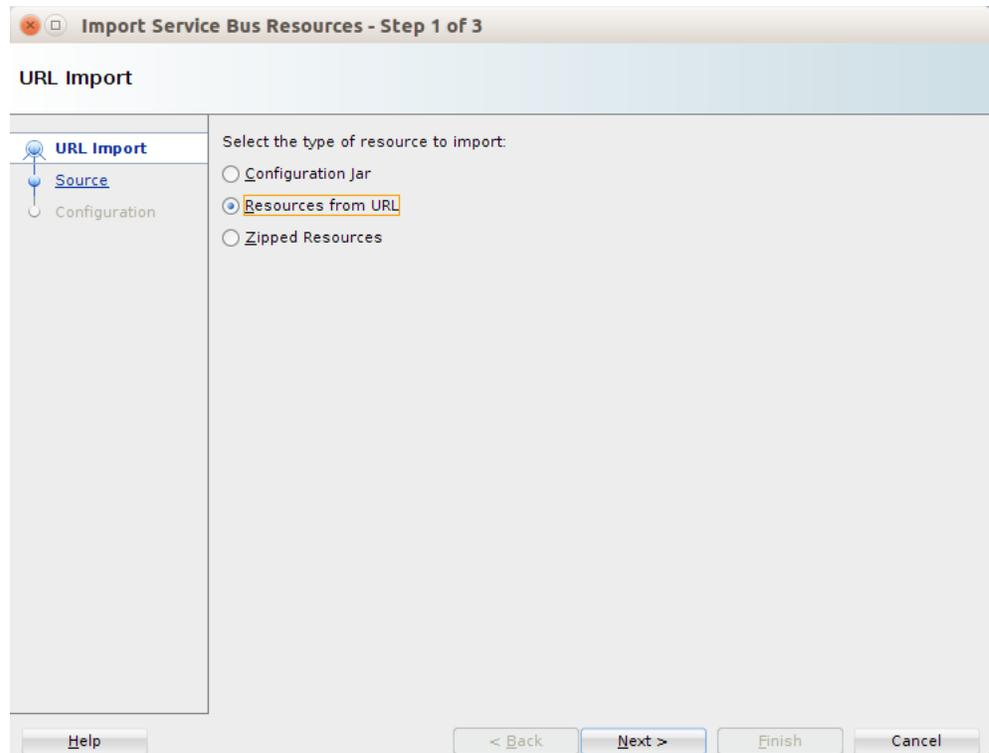 Import Service Bus Resources - Step 1 of 3
URL Import
URL Import
Source
Configuration
Select the type of resource to import:
Configuration Jar
Resources from URL
Zipped Resources
Help
< Back
Next >
Finish
Cancel